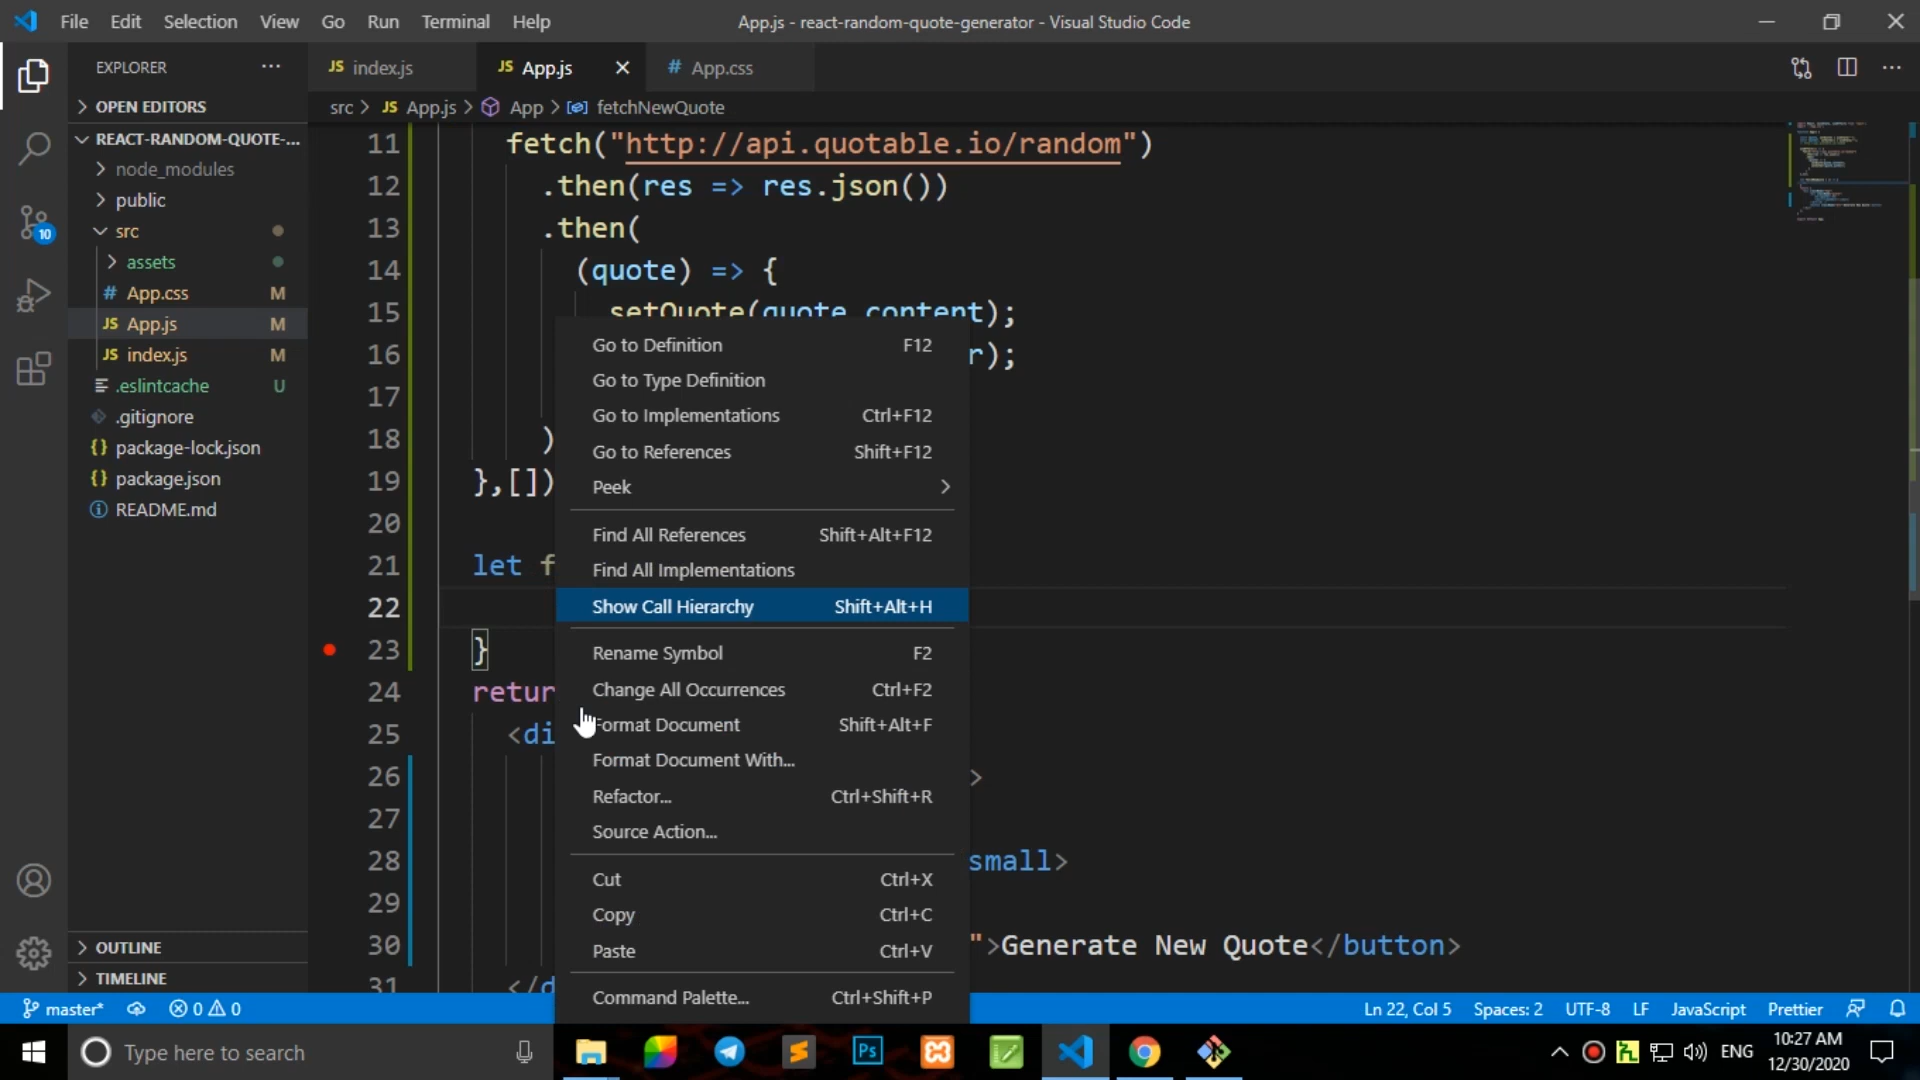 File Edit Selection View Go Run Terminal Help App.js - react-random-quote-generator - Visual Studio Code
EXPLORER ··· JS index.js JS App.js # App.css
OPEN EDITORS
src > JS App.js > App > fetchNewQuote
REACT-RANDOM-QUOTE-...
node_modules
public
src
assets
# App.css M
JS App.js M
JS index.js M
.eslintcache U
.gitignore
{} package-lock.json
{} package.json
README.md
OUTLINE
TIMELINE
10
11 fetch("http://api.quotable.io/random")
12 .then(res => res.json())
13 .then(
14 (quote) => {
15 setQuote(quote.content);
16 r);
17
18 )
19 },[])
20
21 let f
22
23 }
24 retur
25 <di
26 >
27
28 small>
29
30 ">Generate New Quote</button>
31 </d
Go to Definition F12
Go to Type Definition
Go to Implementations Ctrl+F12
Go to References Shift+F12
Peek >
Find All References Shift+Alt+F12
Find All Implementations
Show Call Hierarchy Shift+Alt+H
Rename Symbol F2
Change All Occurrences Ctrl+F2
Format Document Shift+Alt+F
Format Document With...
Refactor... Ctrl+Shift+R
Source Action...
Cut Ctrl+X
Copy Ctrl+C
Paste Ctrl+V
Command Palette... Ctrl+Shift+P
master* 0 0 Ln 22, Col 5 Spaces: 2 UTF-8 LF JavaScript Prettier
Type here to search
Ps
ENG
10:27 AM
12/30/2020